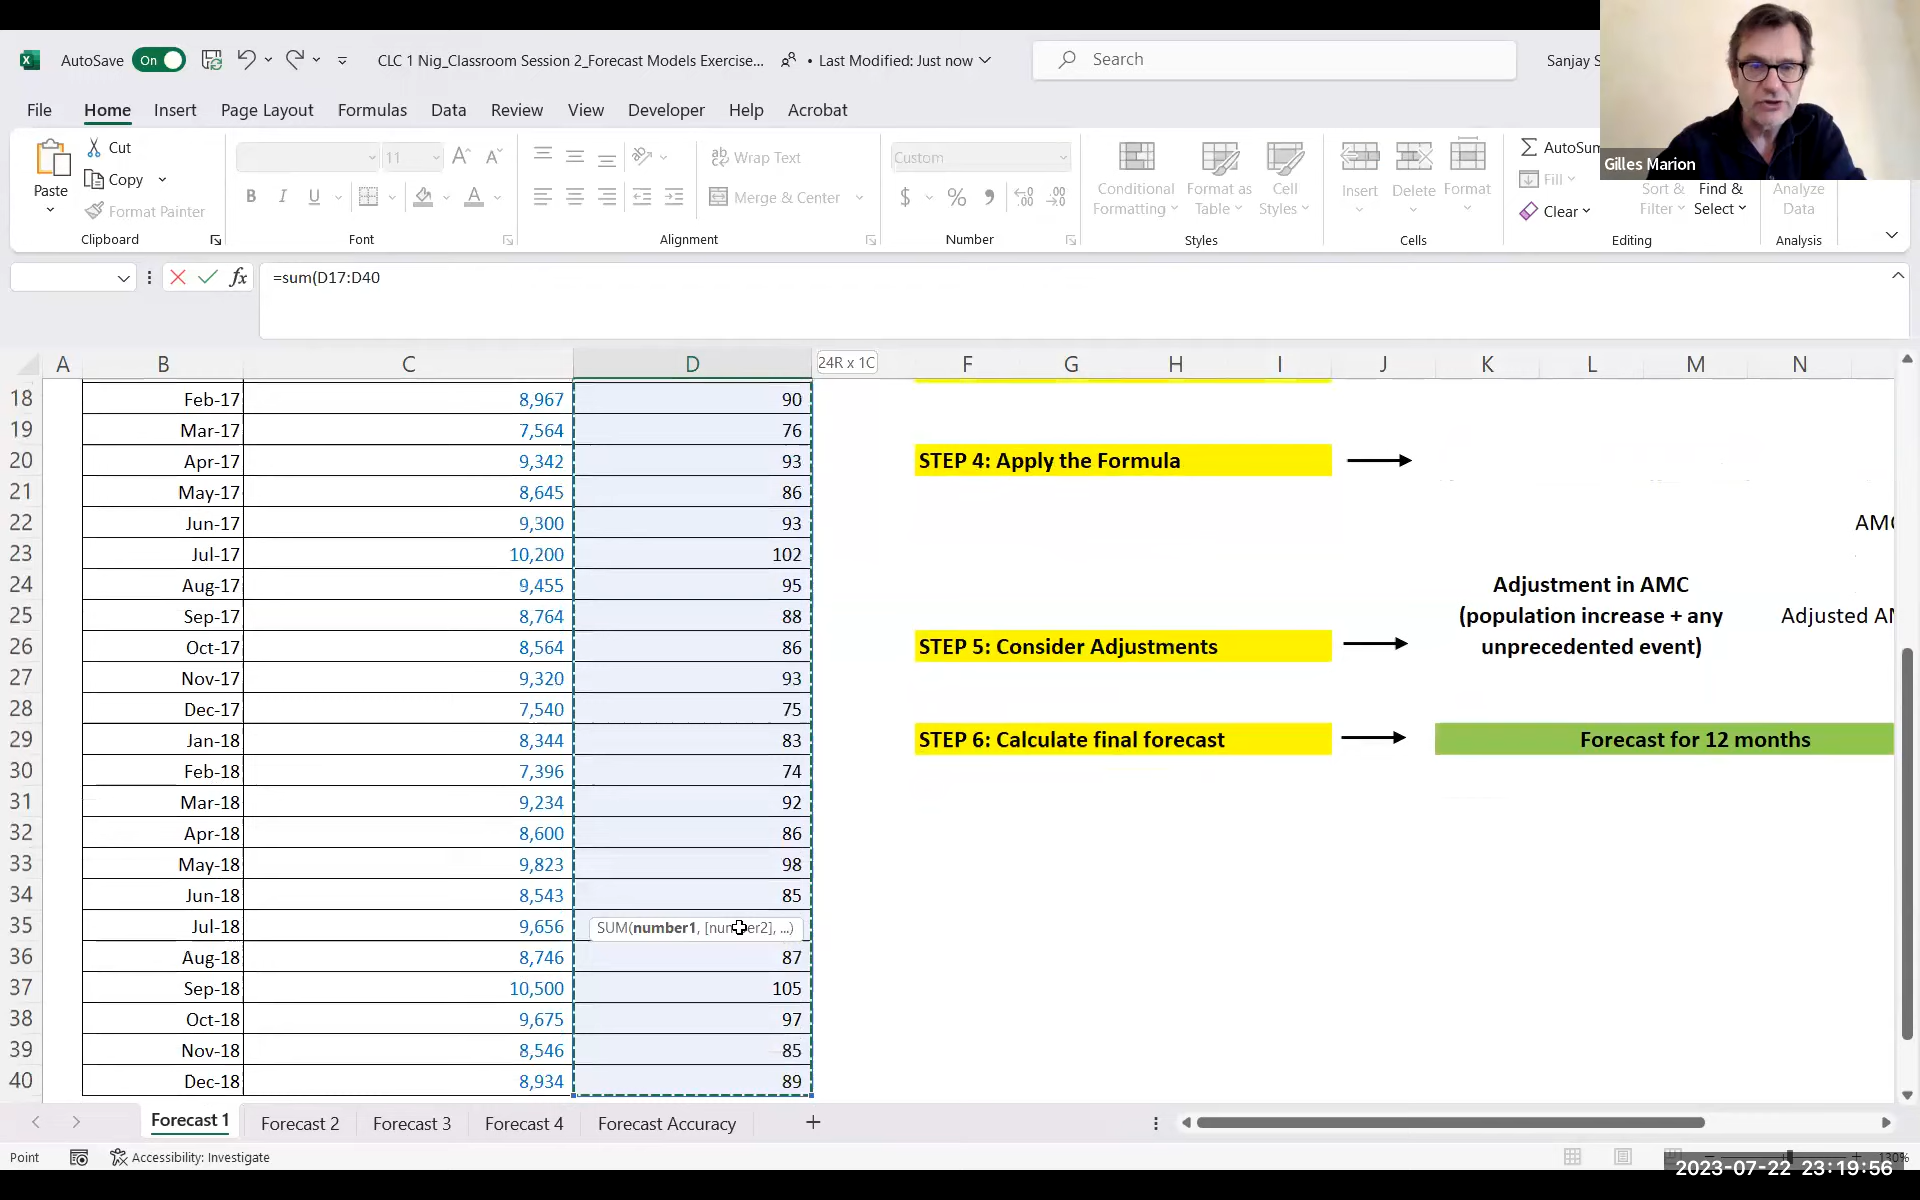 AutoSave On CLC 1 Nig_Classroom Session 2_Forecast Models Exercise... • Last Modified: Just now Search Sanjay S
File Home Insert Page Layout Formulas Data Review View Developer Help Acrobat
Paste Cut Copy Format Painter Clipboard
11 B I U Font
ab Wrap Text Merge & Center Alignment
Custom $ % Number
Conditional Formatting Format as Table Cell Styles Styles
Insert Delete Format Cells
AutoSum Fill Clear Sort & Filter Find & Select Editing
Analyze Data Analysis
Gilles Marion
fx =sum(D17:D40
A B C D 24R x 1C F G H I J K L M N
18 Feb-17 8,967 90
19 Mar-17 7,564 76
20 Apr-17 9,342 93 STEP 4: Apply the Formula
21 May-17 8,645 86
22 Jun-17 9,300 93 AMC
23 Jul-17 10,200 102
24 Aug-17 9,455 95 Adjustment in AMC
25 Sep-17 8,764 88 (population increase + any Adjusted AM
26 Oct-17 8,564 86 STEP 5: Consider Adjustments unprecedented event)
27 Nov-17 9,320 93
28 Dec-17 7,540 75
29 Jan-18 8,344 83 STEP 6: Calculate final forecast Forecast for 12 months
30 Feb-18 7,396 74
31 Mar-18 9,234 92
32 Apr-18 8,600 86
33 May-18 9,823 98
34 Jun-18 8,543 85
35 Jul-18 9,656 SUM(number1, [number2], ...)
36 Aug-18 8,746 87
37 Sep-18 10,500 105
38 Oct-18 9,675 97
39 Nov-18 8,546 85
40 Dec-18 8,934 89
Forecast 1 Forecast 2 Forecast 3 Forecast 4 Forecast Accuracy +
Point Accessibility: Investigate 130%
2023-07-22 23:19:56